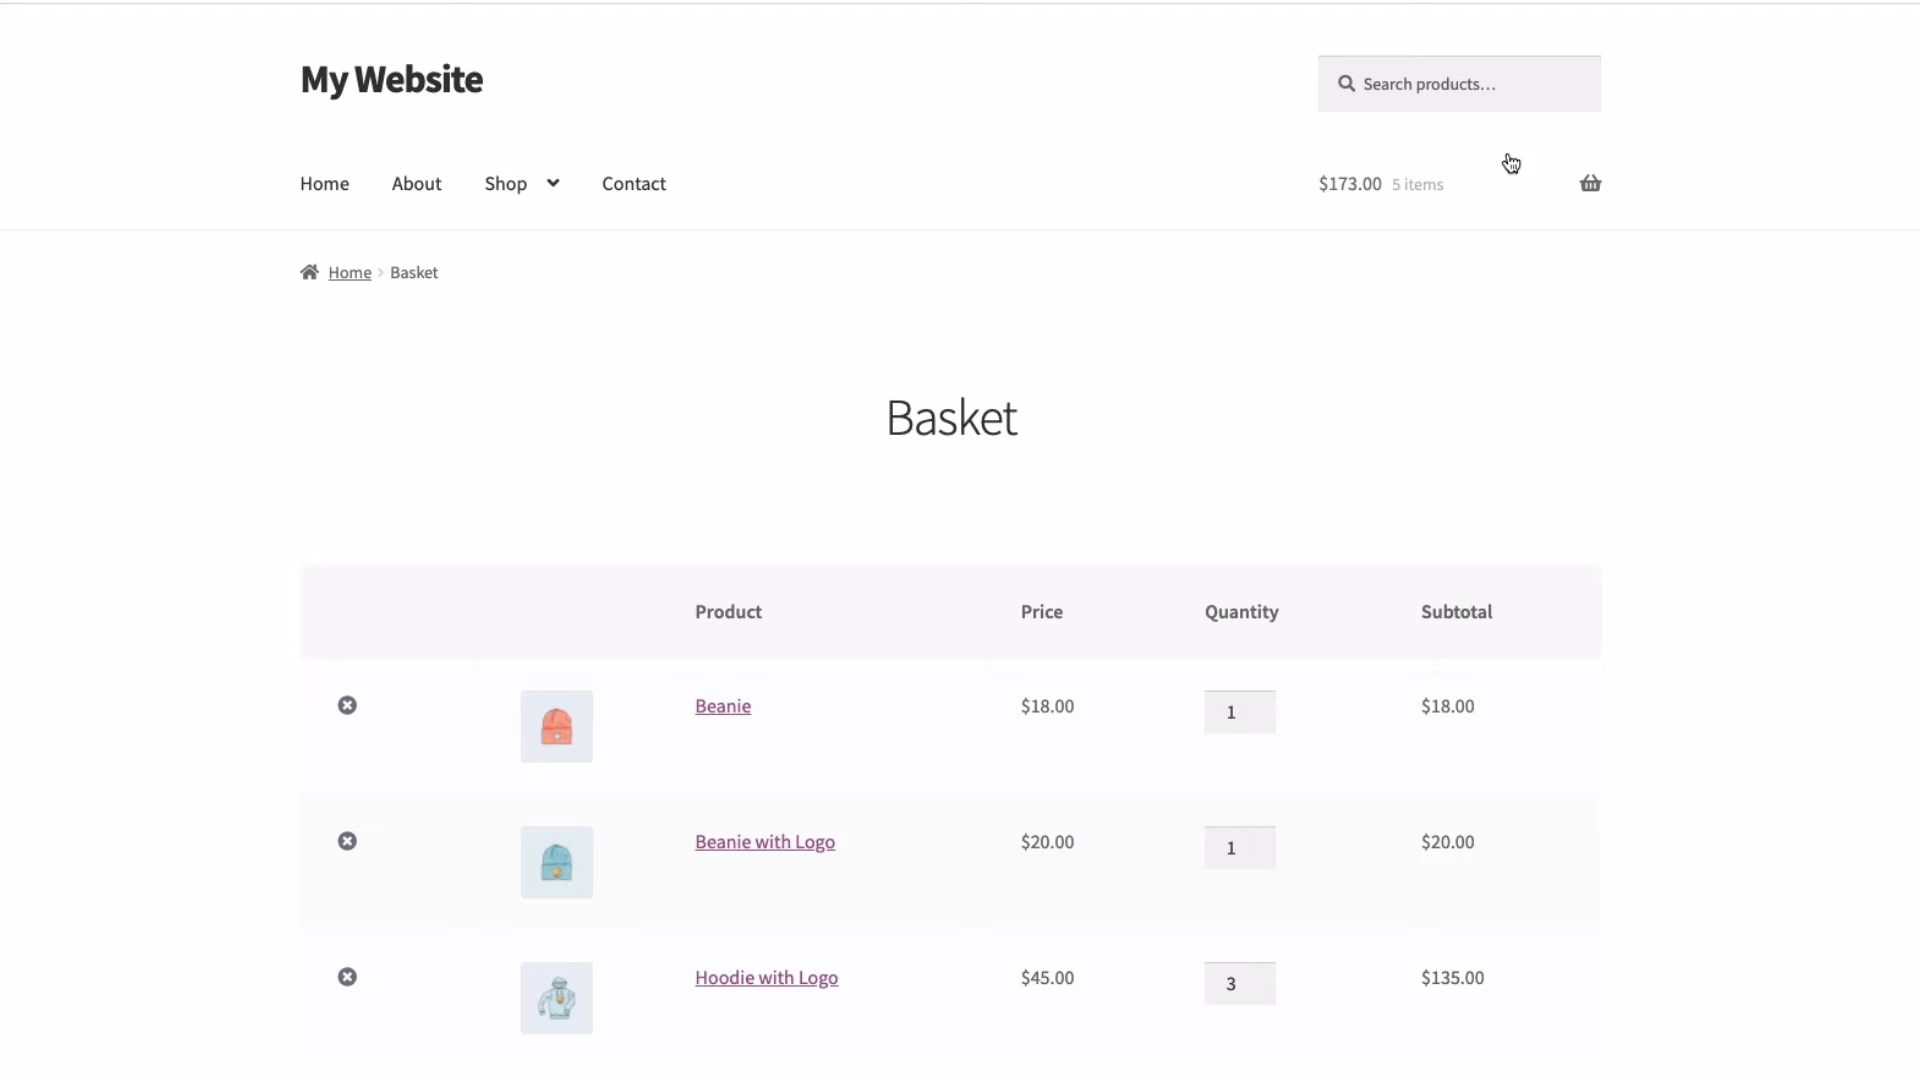 My Website
Search products...
Home About Shop Contact
$173.00 5 items
Home Basket
Basket
Product Price Quantity Subtotal
Beanie $18.00 1 $18.00
Beanie with Logo $20.00 1 $20.00
Hoodie with Logo $45.00 3 $135.00